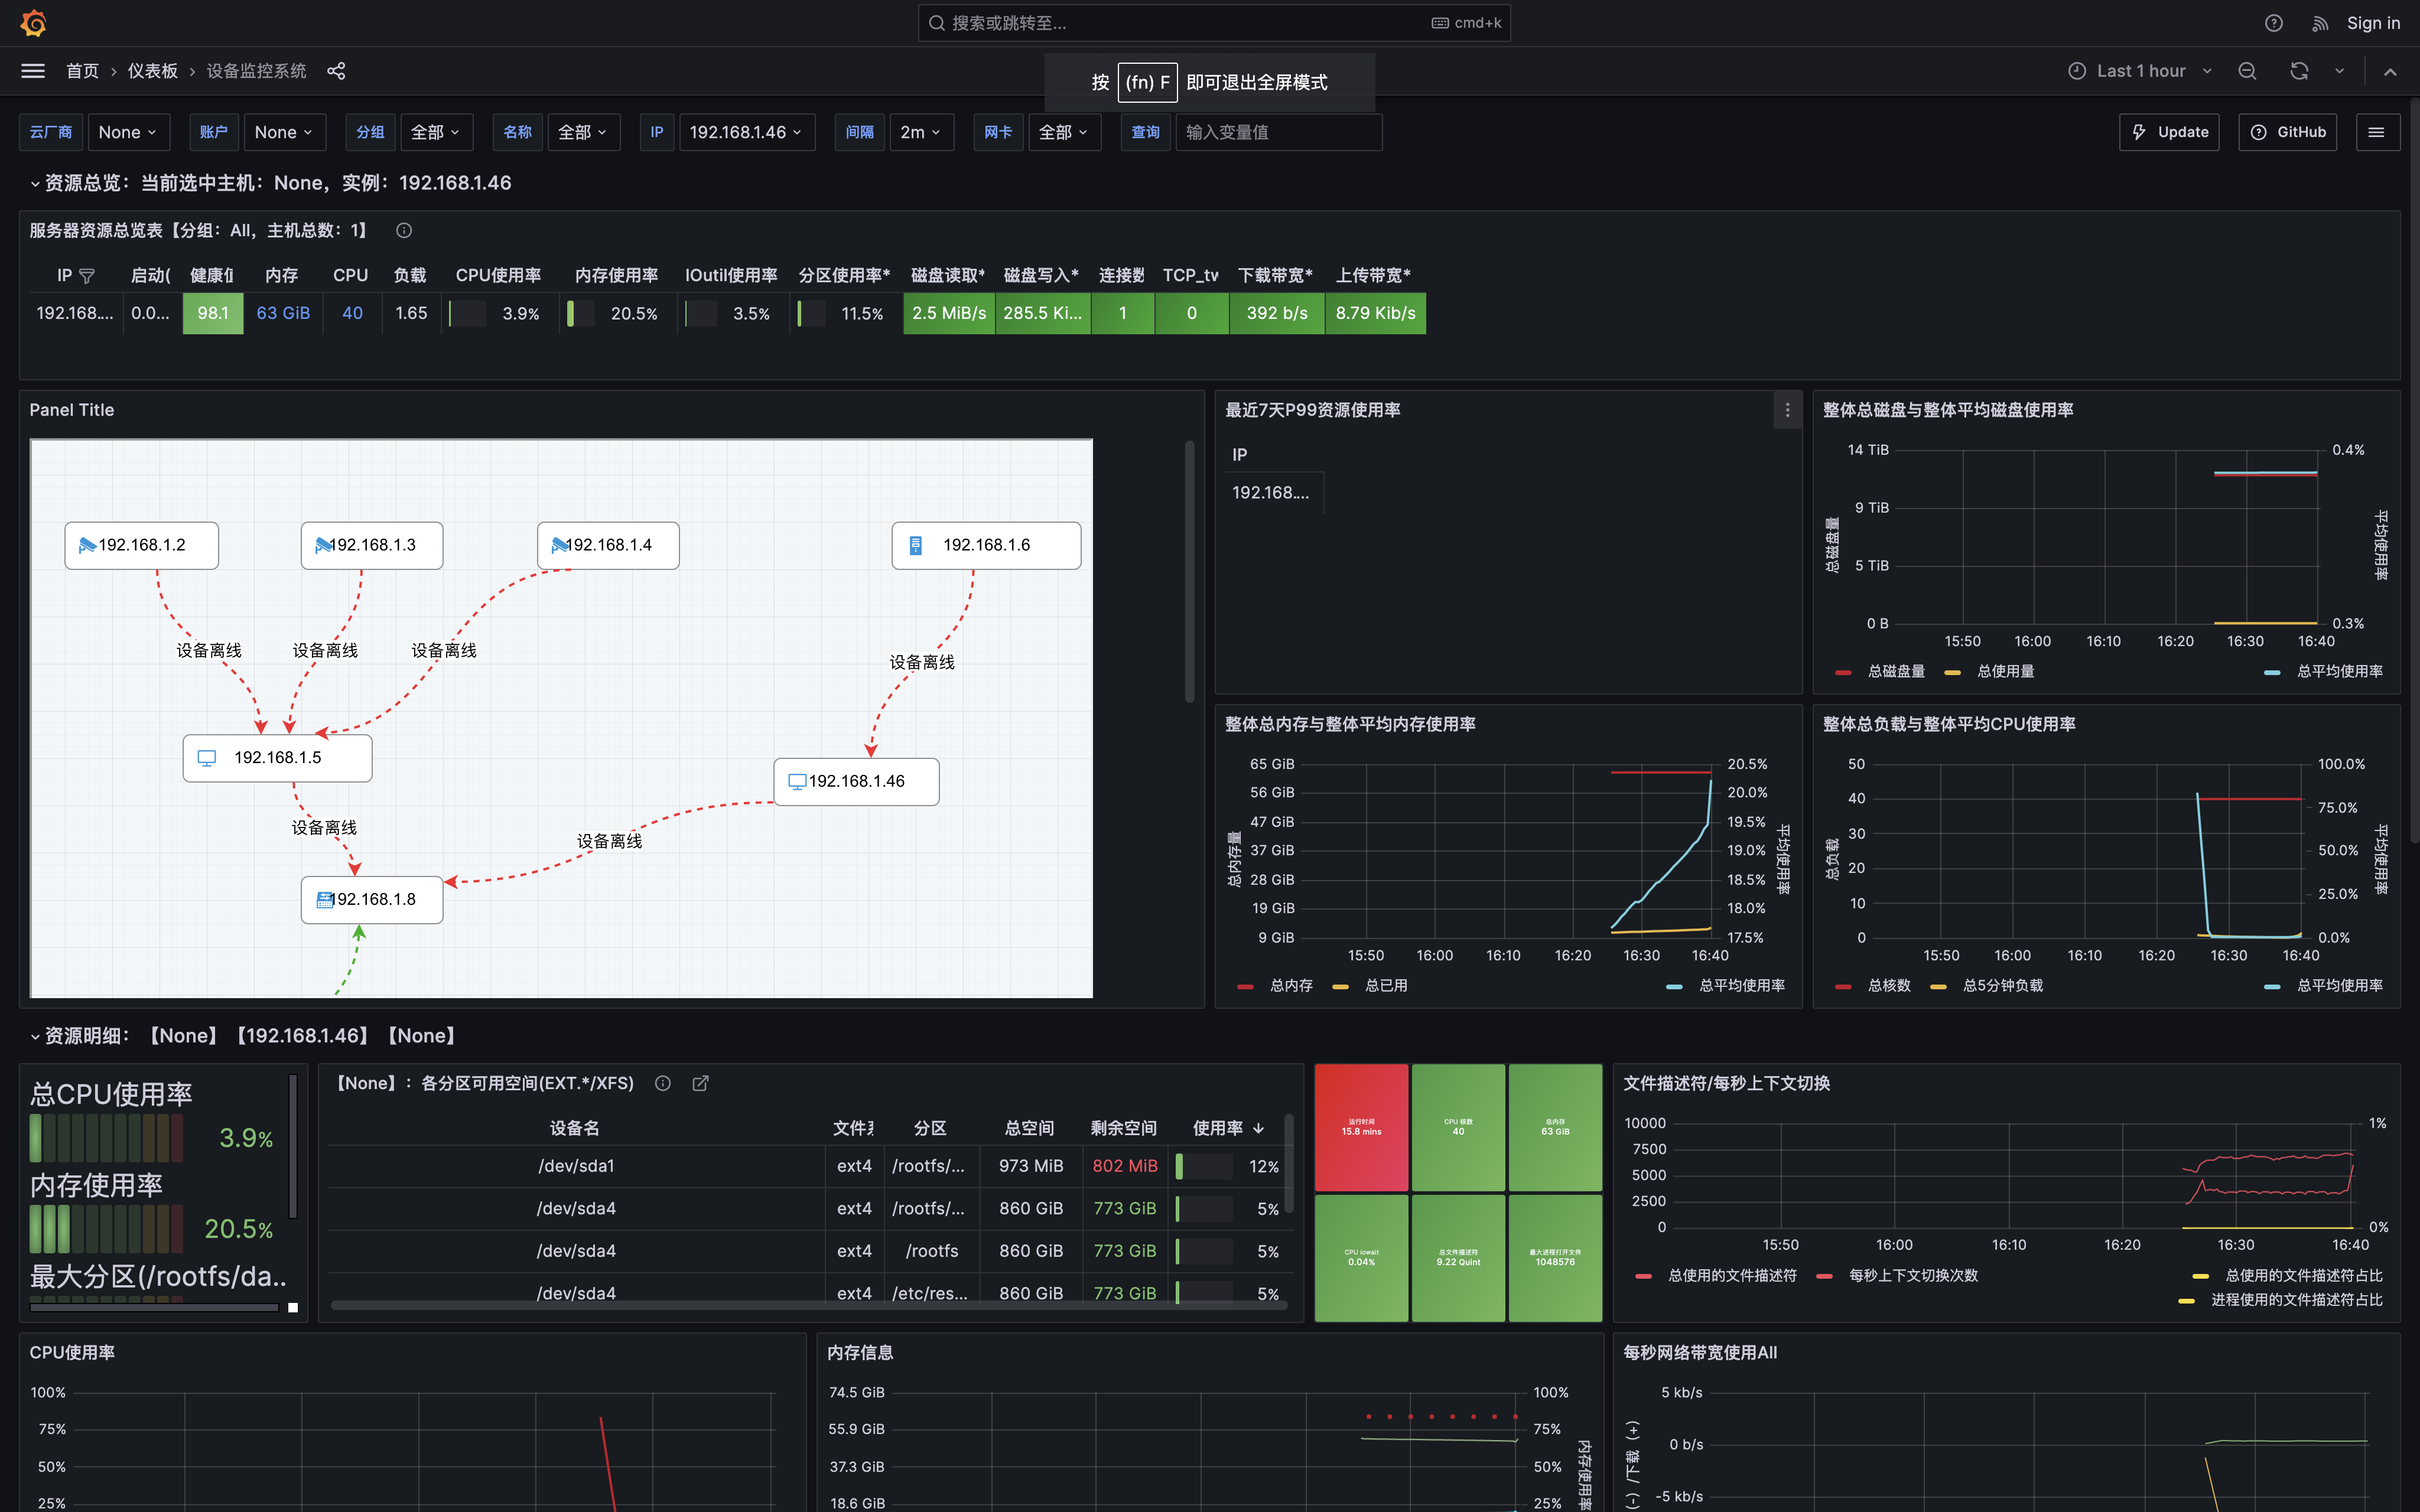 搜索或跳转至...
cmd+k
Sign in
首页 › 仪表板 › 设备监控系统
按 (fn) F 即可退出全屏模式
Last 1 hour
云厂商 None 账户 None 分组 全部 名称 全部 IP 192.168.1.46 间隔 2m 网卡 全部 查询 输入变量值
Update
GitHub
资源总览：当前选中主机：None，实例：192.168.1.46
服务器资源总览表【分组：All，主机总数：1】
IP 启动( 健康值 内存 CPU 负载 CPU使用率 内存使用率 IOutil使用率 分区使用率* 磁盘读取* 磁盘写入* 连接数 TCP_tw 下载带宽* 上传带宽*
192.168.... 0.0... 98.1 63 GiB 40 1.65 3.9% 20.5% 3.5% 11.5% 2.5 MiB/s 285.5 Ki... 1 0 392 b/s 8.79 Kib/s
Panel Title
192.168.1.2
192.168.1.3
192.168.1.4
192.168.1.6
设备离线
设备离线
设备离线
设备离线
192.168.1.5
192.168.1.46
设备离线
设备离线
192.168.1.8
最近7天P99资源使用率
IP
192.168....
整体总磁盘与整体平均磁盘使用率
14 TiB
9 TiB
5 TiB
0 B
0.4%
0.3%
总磁盘量
平均使用率
15:50 16:00 16:10 16:20 16:30 16:40
总磁盘量 总使用量 总平均使用率
整体总内存与整体平均内存使用率
65 GiB
56 GiB
47 GiB
37 GiB
28 GiB
19 GiB
9 GiB
20.5%
20.0%
19.5%
19.0%
18.5%
18.0%
17.5%
总内存量
平均使用率
15:50 16:00 16:10 16:20 16:30 16:40
总内存 总已用 总平均使用率
整体总负载与整体平均CPU使用率
50
40
30
20
10
0
100.0%
75.0%
50.0%
25.0%
0.0%
总负载
平均使用率
15:50 16:00 16:10 16:20 16:30 16:40
总核数 总5分钟负载 总平均使用率
资源明细：【None】【192.168.1.46】【None】
总CPU使用率
3.9%
内存使用率
20.5%
最大分区(/rootfs/da..
【None】：各分区可用空间(EXT.*/XFS)
设备名 文件系 分区 总空间 剩余空间 使用率
/dev/sda1 ext4 /rootfs/... 973 MiB 802 MiB 12%
/dev/sda4 ext4 /rootfs/... 860 GiB 773 GiB 5%
/dev/sda4 ext4 /rootfs 860 GiB 773 GiB 5%
/dev/sda4 ext4 /etc/res... 860 GiB 773 GiB 5%
运行时间
15.8 mins
CPU 核数
40
总内存
63 GiB
CPU iowait
0.04%
总文件描述符
9.22 Quint
最大进程打开文件
1048576
文件描述符/每秒上下文切换
10000
7500
5000
2500
0
1%
0%
15:50 16:00 16:10 16:20 16:30 16:40
总使用的文件描述符 每秒上下文切换次数 总使用的文件描述符占比
进程使用的文件描述符占比
CPU使用率
100%
75%
50%
25%
内存信息
74.5 GiB
55.9 GiB
37.3 GiB
18.6 GiB
100%
75%
50%
25%
内存使用率
每秒网络带宽使用All
5 kb/s
0 b/s
-5 kb/s
(-) /下载 (+)